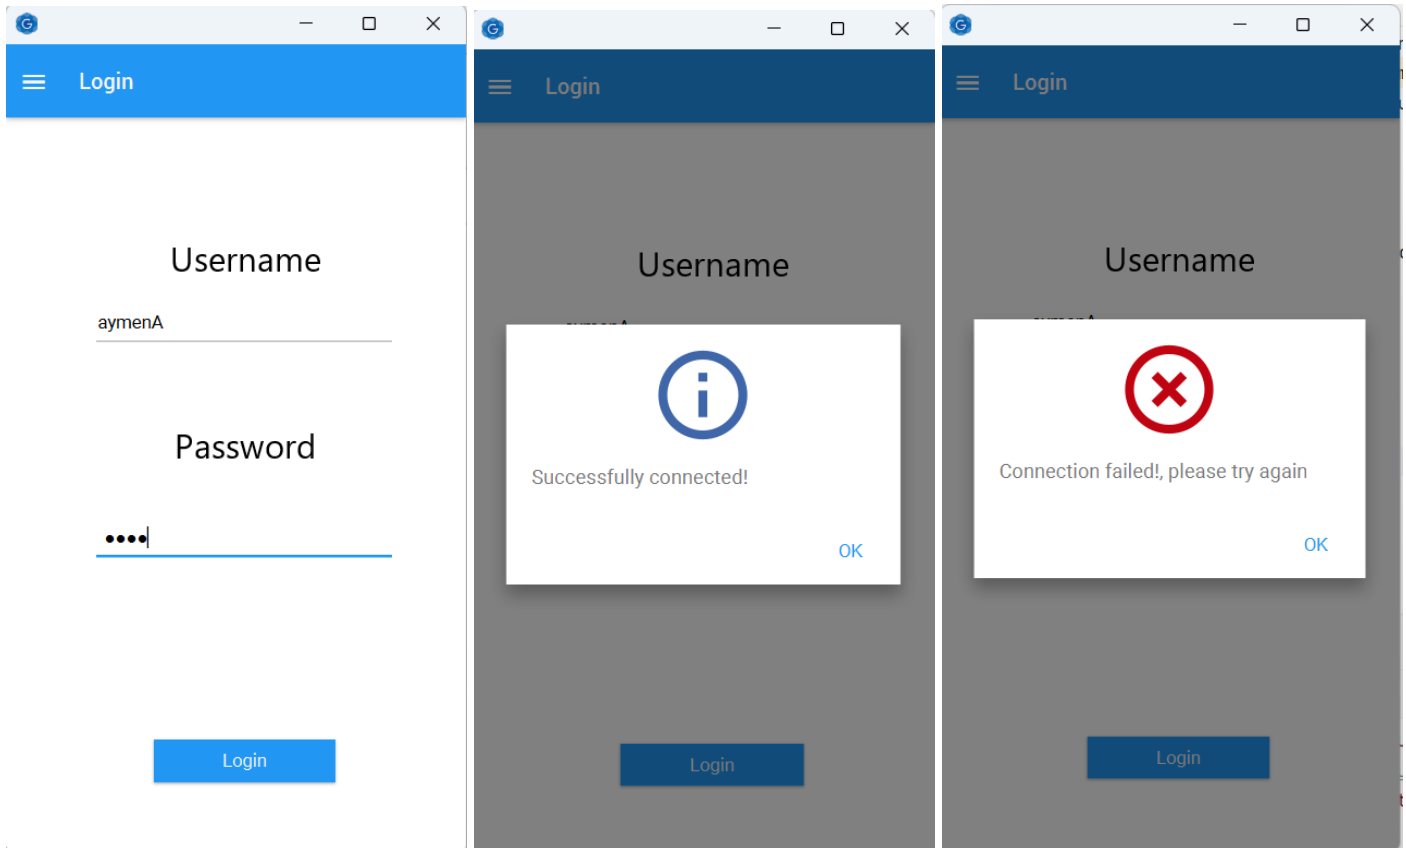 G
Login
Username
aymenA
Password
••••
Login
G
Login
Username
Successfully connected!
OK
Login
G
Login
Username
Connection failed!, please try again
OK
Login